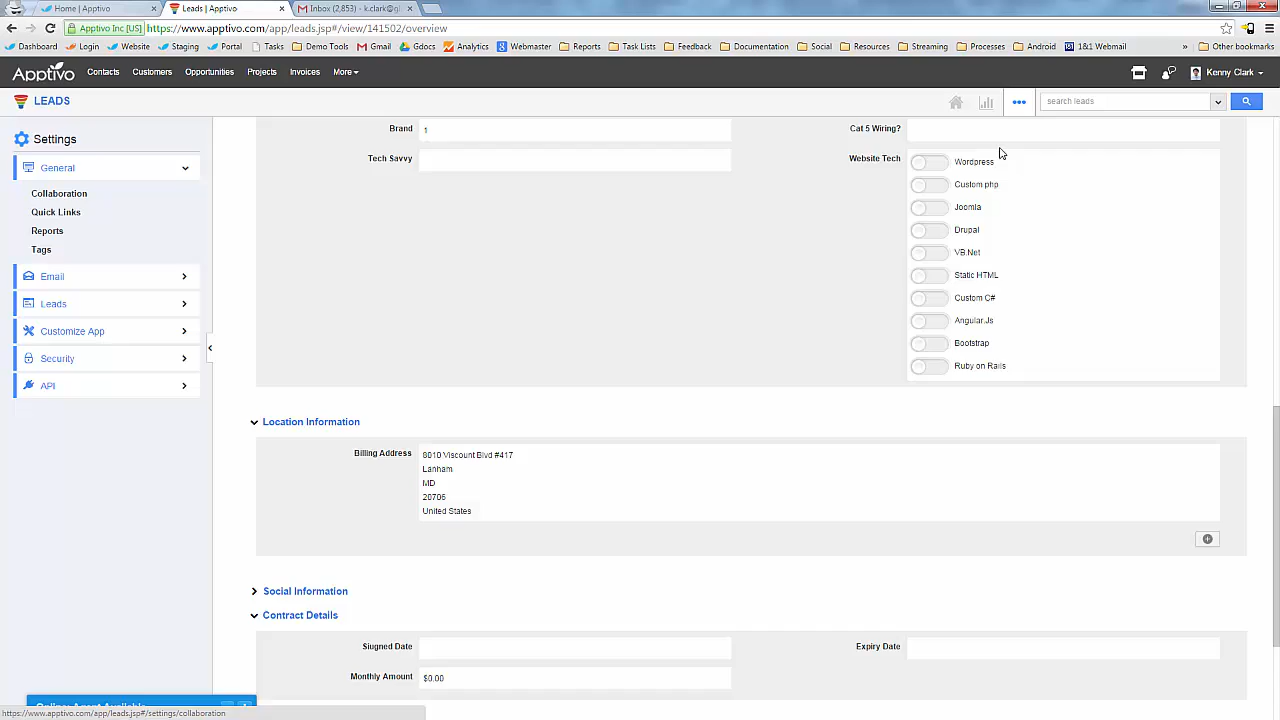 Home | Apptivo
Leads | Apptivo
Inbox (2,853) - k.clark@gl
Apptivo Inc [US]
https://www.apptivo.com/app/leads.jsp#/view/141502/overview
Dashboard
Login
Website
Staging
Portal
Tasks
Demo Tools
Gmail
Gdocs
Analytics
Webmaster
Reports
Task Lists
Feedback
Documentation
Social
Resources
Streaming
Processes
Android
1&1 Webmail
»
Other bookmarks
Apptivo
Contacts
Customers
Opportunities
Projects
Invoices
More
Kenny Clark
LEADS
search leads
Settings
General
Collaboration
Quick Links
Reports
Tags
Email
Leads
Customize App
Security
API
Brand
1
Cat 5 Wiring?
Tech Savvy
Website Tech
Wordpress
Custom php
Joomla
Drupal
VB.Net
Static HTML
Custom C#
Angular.Js
Bootstrap
Ruby on Rails
Location Information
Billing Address
8010 Viscount Blvd #417
Lanham
MD
20706
United States
Social Information
Contract Details
Siugned Date
Expiry Date
Monthly Amount
$0.00
Online: Agent Available
https://www.apptivo.com/app/leads.jsp#/settings/collaboration